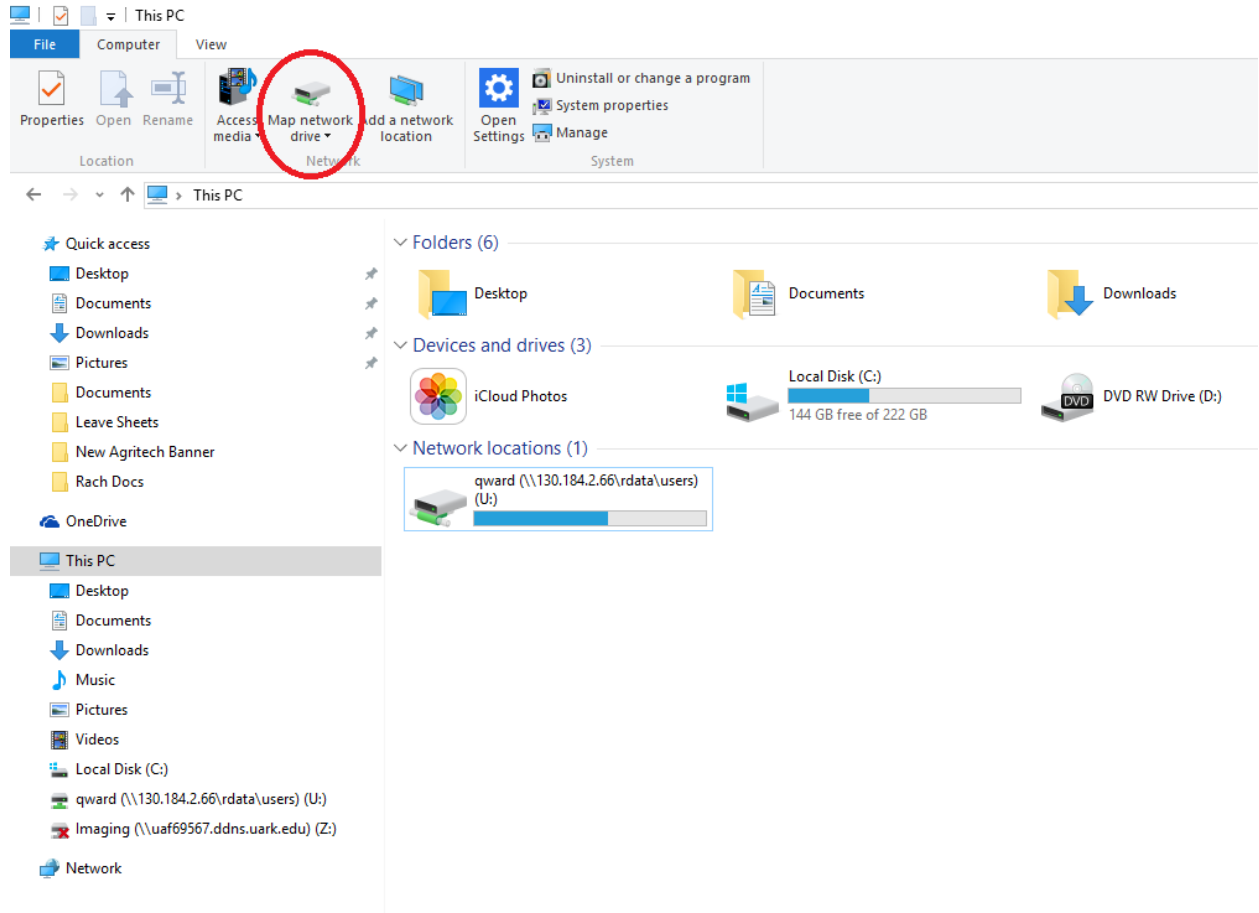 This PC
File Computer View
Properties Open Rename Access media Map network drive Add a network location Open Settings Uninstall or change a program
System properties
Manage
Location Network System
This PC
Quick access
Desktop
Documents
Downloads
Pictures
Documents
Leave Sheets
New Agritech Banner
Rach Docs
OneDrive
This PC
Desktop
Documents
Downloads
Music
Pictures
Videos
Local Disk (C:)
qward (\\130.184.2.66\rdata\users) (U:)
Imaging (\\uaf69567.ddns.uark.edu) (Z:)
Network
Folders (6)
Desktop Documents Downloads
Devices and drives (3)
iCloud Photos
Local Disk (C:)
144 GB free of 222 GB
DVD
DVD RW Drive (D:)
Network locations (1)
qward (\\130.184.2.66\rdata\users)
(U:)